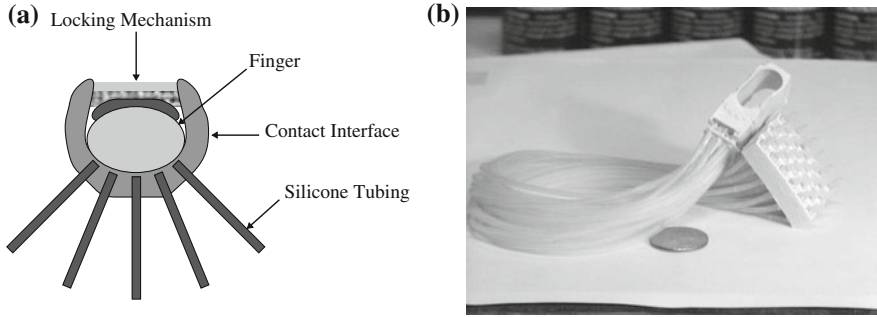 (a)
Locking Mechanism
Finger
Contact Interface
Silicone Tubing
(b)